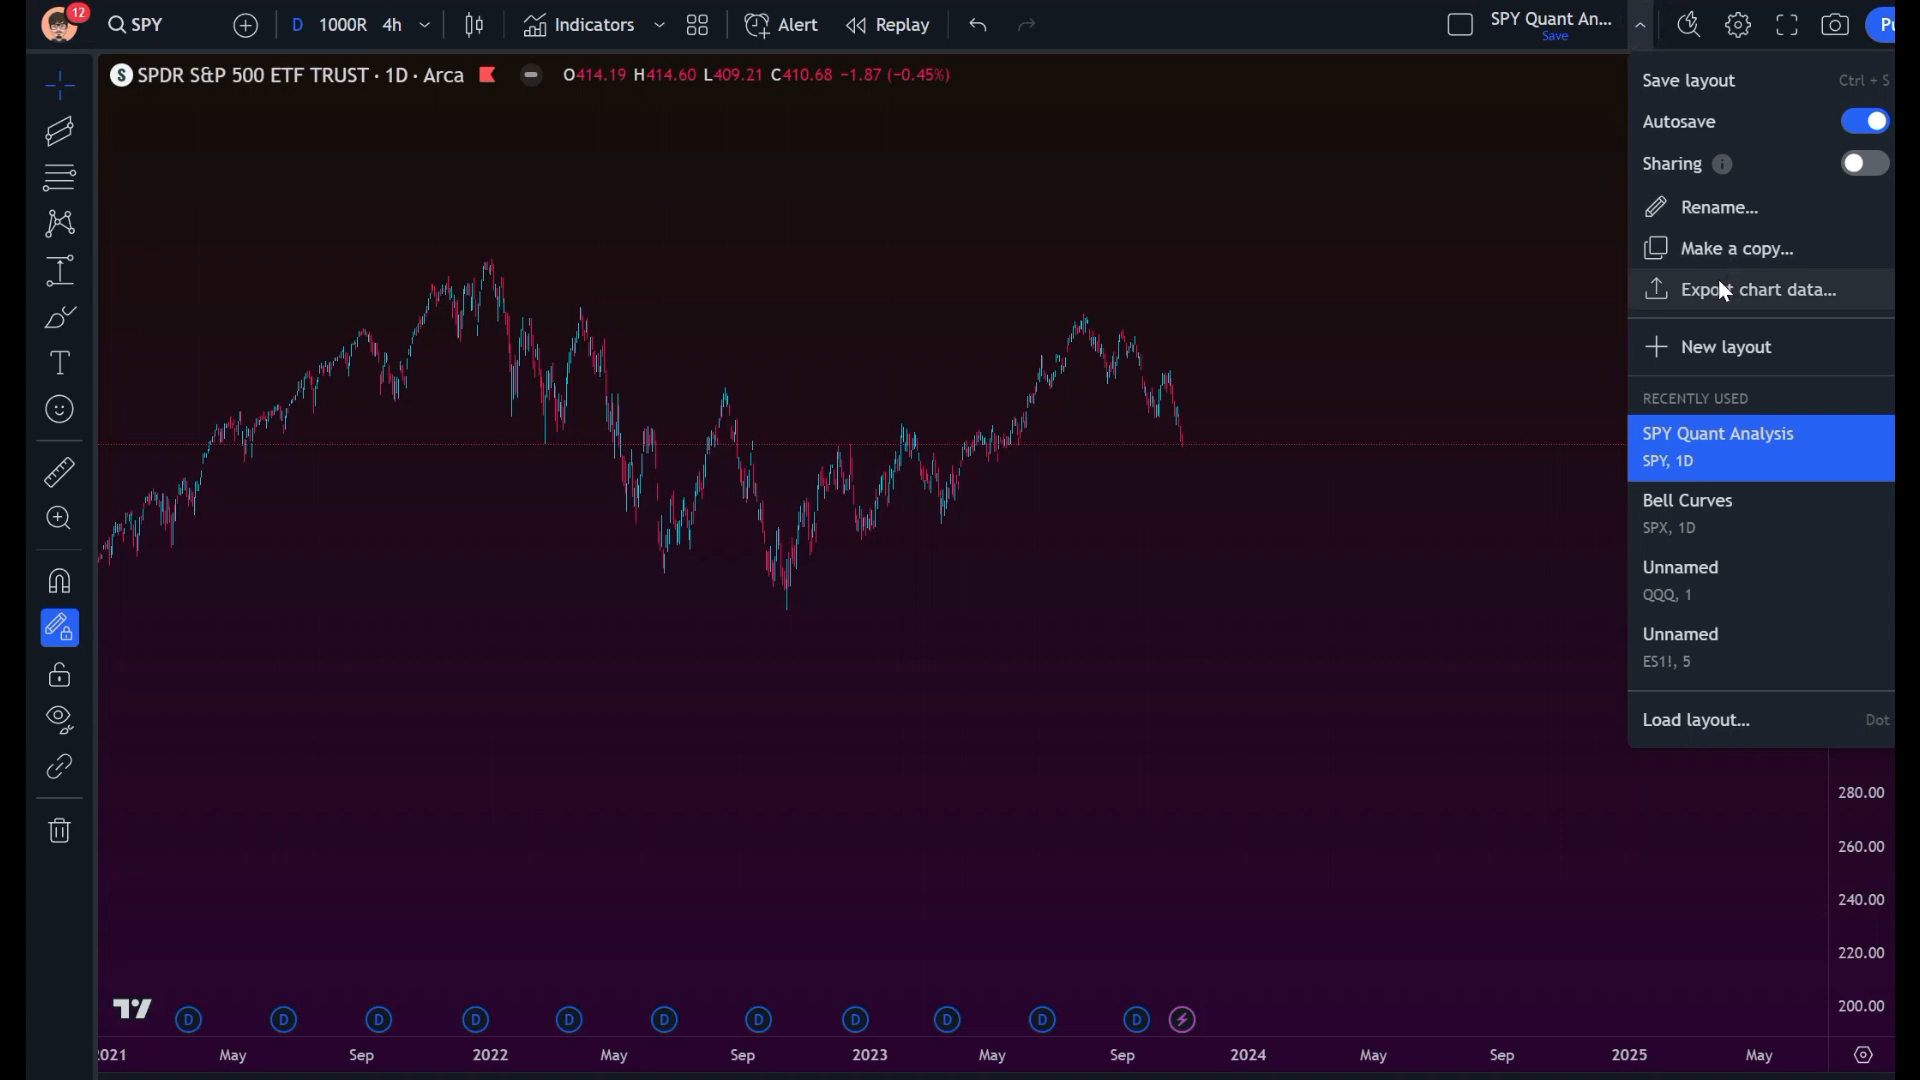 12
SPY
D 1000R 4h
Indicators
Alert
Replay
SPY Quant An...
Save
Pu
S SPDR S&P 500 ETF TRUST · 1D · Arca
O414.19 H414.60 L409.21 C410.68 −1.87 (−0.45%)
Save layout Ctrl + S
Autosave
Sharing
Rename...
Make a copy...
Export chart data...
New layout
RECENTLY USED
SPY Quant Analysis
SPY, 1D
Bell Curves
SPX, 1D
Unnamed
QQQ, 1
Unnamed
ES1!, 5
Load layout... Dot
280.00
260.00
240.00
220.00
200.00
D D D D D D D D D D D
2021 May Sep 2022 May Sep 2023 May Sep 2024 May Sep 2025 May